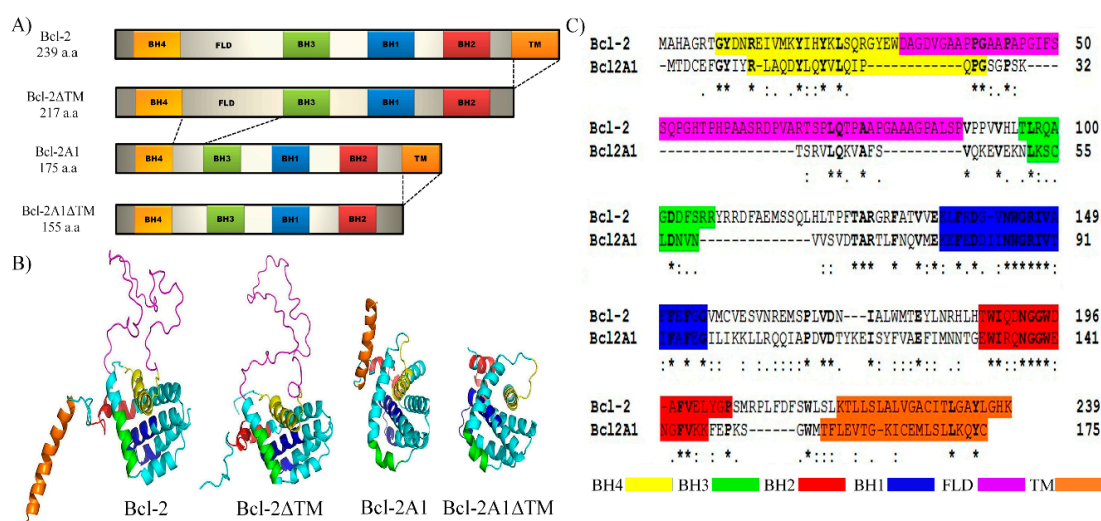 A)
Bcl-2
239 a.a
BH4 FLD BH3 BH1 BH2 TM
Bcl-2ΔTM
217 a.a
BH4 FLD BH3 BH1 BH2
Bcl-2A1
175 a.a
BH4 BH3 BH1 BH2 TM
Bcl-2A1ΔTM
155 a.a
BH4 BH3 BH1 BH2
B)
Bcl-2 Bcl-2ΔTM Bcl-2A1 Bcl-2A1ΔTM
C)
Bcl-2 MAHAGRTGYDNREIVMKYIHYKLSQRGYEWDAGDVGAAPPGAAPAPGIFS 50
Bcl2A1 -MTDCEFGYIYRLAQDYLQYVLQIP-------------QPGSGPSK---- 32
Bcl-2 SQPGHTPHPAASRDPVARTSPLQTPAAPGAAAGPALSPVPPVVHLTLRQA 100
Bcl2A1 -----------------TSRVLQKVAFS----------VQKEVEKNLKSC 55
Bcl-2 GDDFSRRYRRDFAEMSSQLHLTPFTARGRFATVVEELFRDG-VNWGRIVA 149
Bcl2A1 LDNVN--------------VVSVDTARTLFNQVMEKEFEDDIINWGRIVT 91
Bcl-2 FFEFGGVMCVESVNREMSPLVDN---IALWMTEYLNRHLHTWIQDNGGWD 196
Bcl2A1 IFAFEGILIKKLLRQQIAPDVDTYKEISYFVAEFIMNNTGEWIRQNGGWE 141
Bcl-2 -AFVELYGPSMRPLFDFSWLSLKTLLSLALVGACITLGAYLGHK 239
Bcl2A1 NGFVKKFEPKS------GWMTFLEVTG-KICEMLSLLKQYC 175
BH4 BH3 BH2 BH1 FLD TM